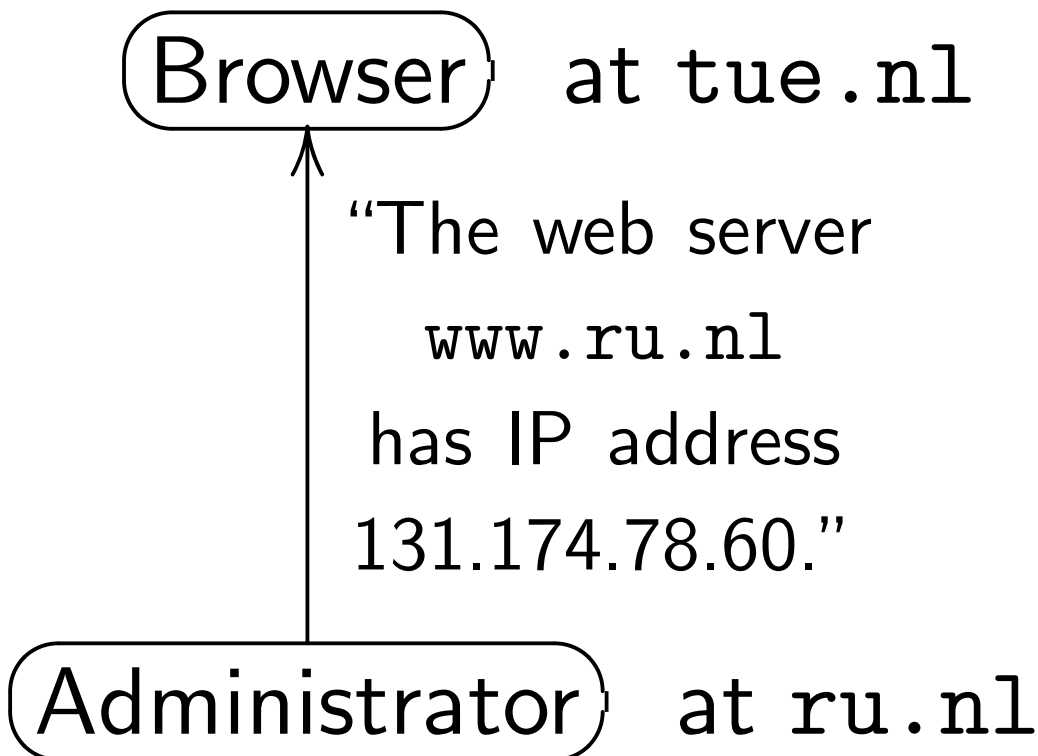 Browser at tue.nl
“The web server
www.ru.nl
has IP address
131.174.78.60.”
Administrator at ru.nl